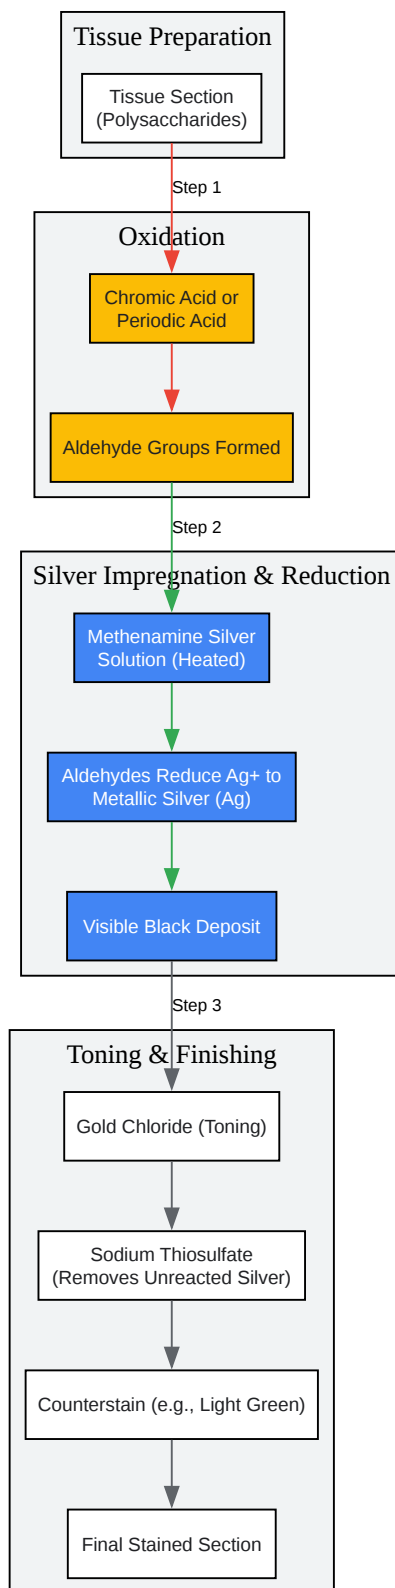 Tissue Preparation
Tissue Section
(Polysaccharides)
Step 1
Oxidation
Chromic Acid or
Periodic Acid
Aldehyde Groups Formed
Step 2
Silver Impregnation & Reduction
Methenamine Silver
Solution (Heated)
Aldehydes Reduce Ag+ to
Metallic Silver (Ag)
Visible Black Deposit
Step 3
Toning & Finishing
Gold Chloride (Toning)
Sodium Thiosulfate
(Removes Unreacted Silver)
Counterstain (e.g., Light Green)
Final Stained Section